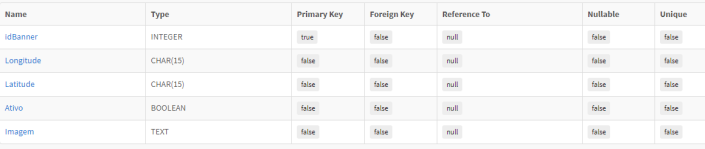 Name Type Primary Key Foreign Key Reference To Nullable Unique
idBanner INTEGER true false null false false
Longitude CHAR(15) false false null false false
Latitude CHAR(15) false false null false false
Ativo BOOLEAN false false null false false
Imagem TEXT false false null false false